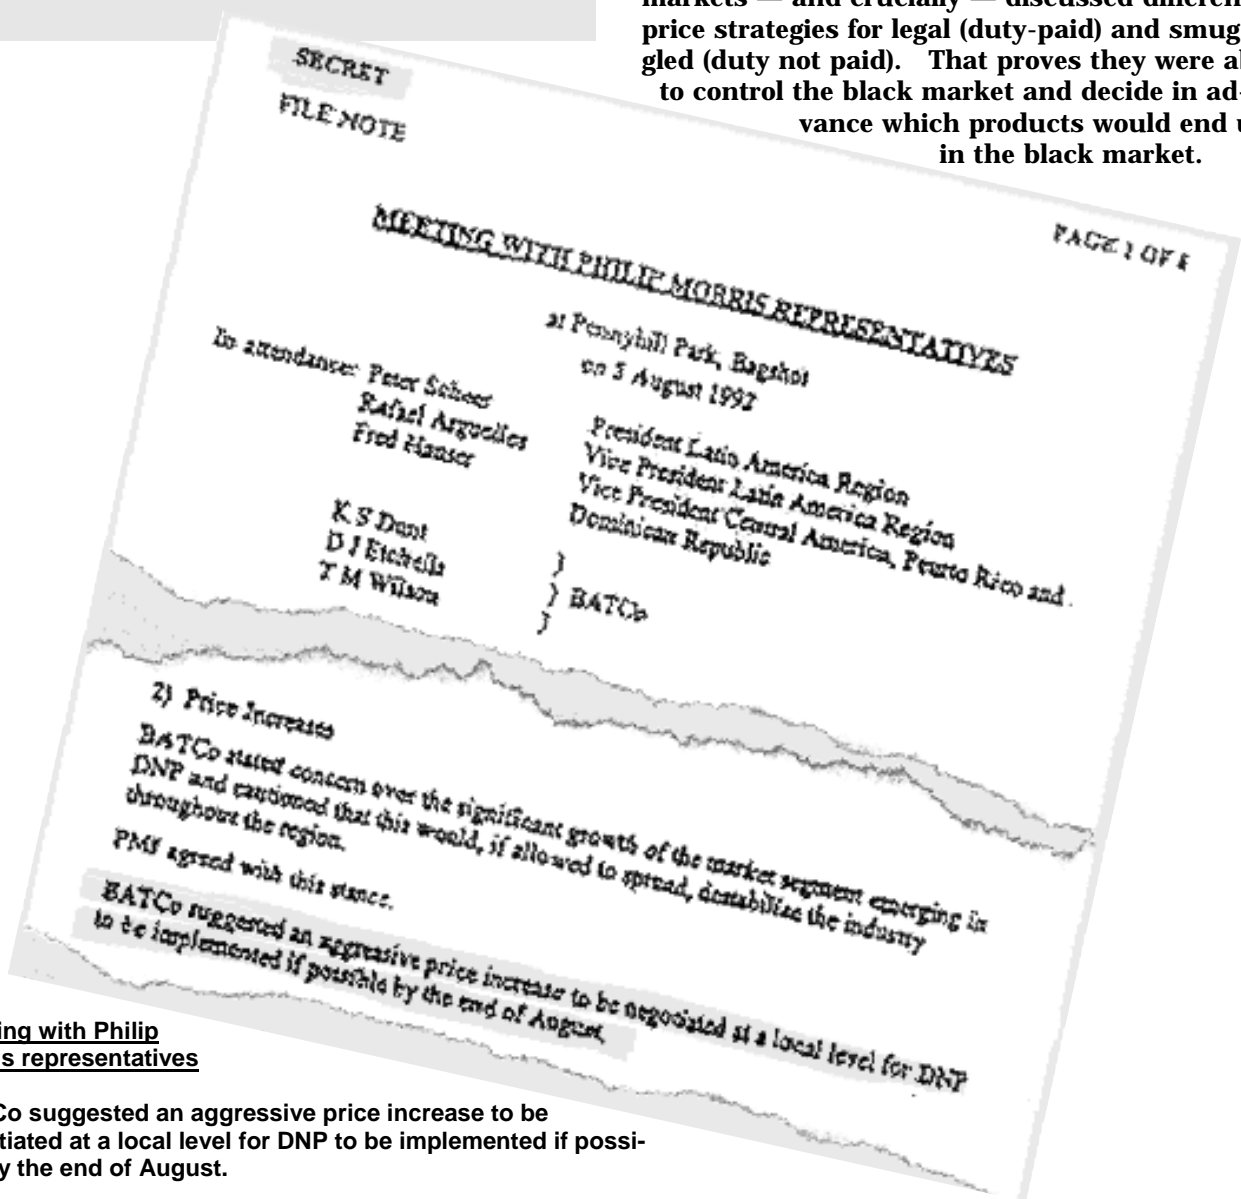 markets — and crucially — discussed differen
price strategies for legal (duty-paid) and smug
gled (duty not paid). That proves they were a
to control the black market and decide in ad-
vance which products would end u
in the black market.
SECRET
FILE NOTE
PAGE 1 OF
MEETING WITH PHILIP MORRIS REPRESENTATIVES
at Pennyhill Park, Bagshot
on 5 August 1992
In attendance: Peter
Rafael Arguelles
Fred Hauser
President Latin America Region
Vice President Latin America Region
Vice President Central America, Peurto Rico and
Dominican Republic
K S Dunt
D J Etchells
T M Wilson
}
} BATCo
}
2) Price Increases
BATCo stated concern over the significant growth of the market segment emerging in
DNP and cautioned that this would, if allowed to spread, destabilise the industry
throughout the region.
PMI agreed with this stance.
BATCo suggested an aggressive price increase to be negotiated at a local level for DNP
to be implemented if possible by the end of August.
ing with Philip
s representatives
Co suggested an aggressive price increase to be
tiated at a local level for DNP to be implemented if possi-
y the end of August.